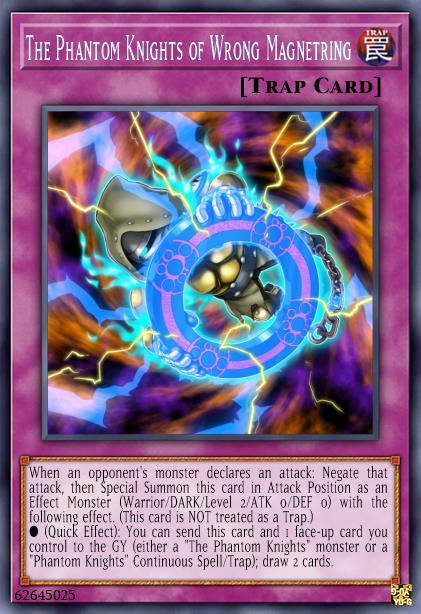 The Phantom Knights of Wrong Magnetring
TRAP
罠
[Trap Card]
When an opponent's monster declares an attack: Negate that
attack, then Special Summon this card in Attack Position as an
Effect Monster (Warrior/DARK/Level 2/ATK 0/DEF 0) with the
following effect. (This card is NOT treated as a Trap.)
● (Quick Effect): You can send this card and 1 face-up card you
control to the GY (either a "The Phantom Knights" monster or a
"Phantom Knights" Continuous Spell/Trap); draw 2 cards.
62645025